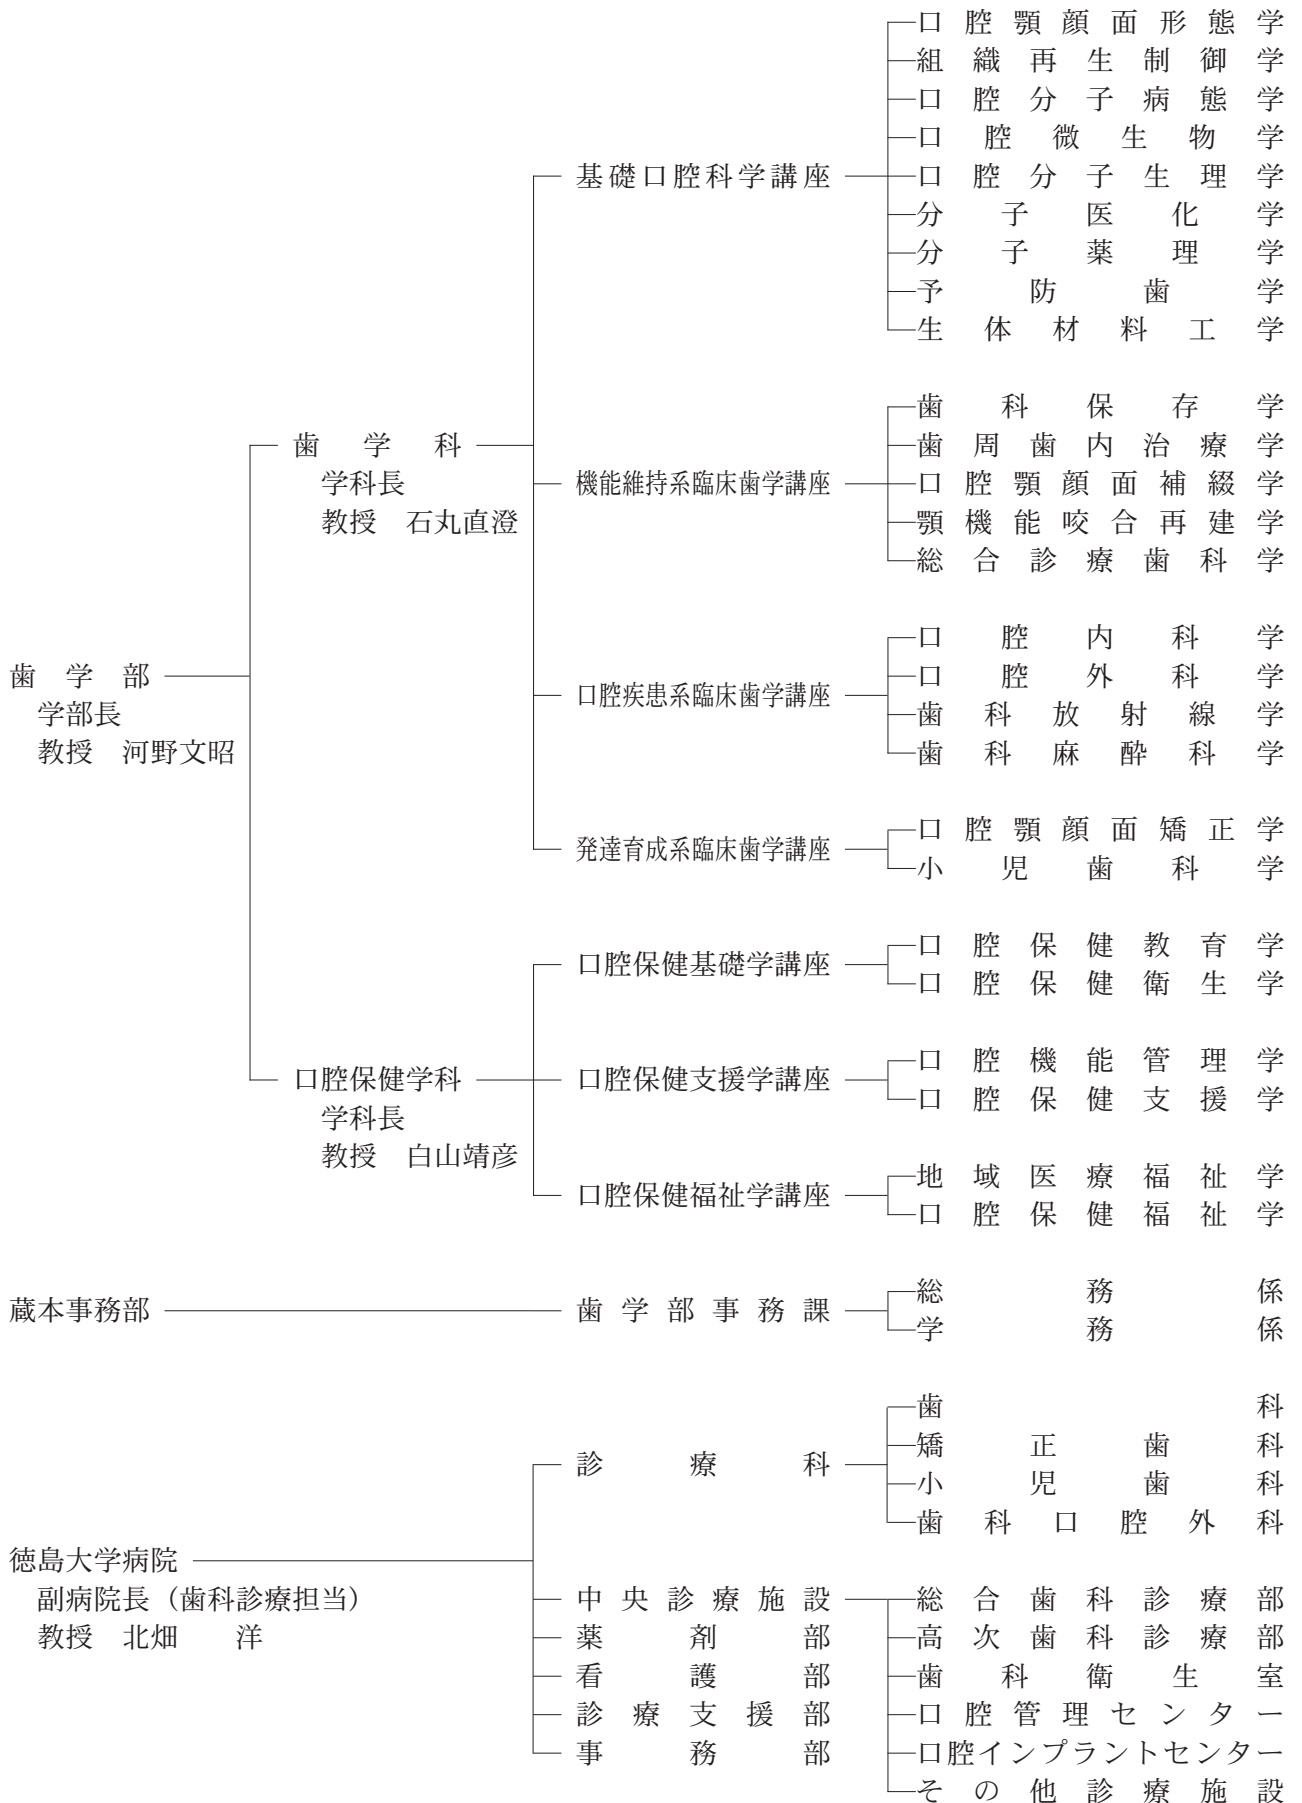 歯学部
学部長
教授 河野文昭
歯学科
学科長
教授 石丸直澄
基礎口腔科学講座
口腔顎顔面形態学
組織再生制御学
口腔分子病態学
口腔微生物学
口腔分子生理学
分子医化学
分子薬理学
予防歯学
生体材料工学
機能維持系臨床歯学講座
歯科保存学
歯周歯内治療学
口腔顎顔面補綴学
顎機能咬合再建学
総合診療歯科学
口腔疾患系臨床歯学講座
口腔内科学
口腔外科学
歯科放射線学
歯科麻酔科学
発達育成系臨床歯学講座
口腔顎顔面矯正学
小児歯科学
口腔保健学科
学科長
教授 白山靖彦
口腔保健基礎学講座
口腔保健教育学
口腔保健衛生学
口腔保健支援学講座
口腔機能管理学
口腔保健支援学
口腔保健福祉学講座
地域医療福祉学
口腔保健福祉学
蔵本事務部
歯学部事務課
総務係
学務係
徳島大学病院
副病院長（歯科診療担当）
教授 北畑 洋
診療科
歯科
矯正歯科
小児歯科
歯科口腔外科
中央診療施設
総合歯科診療部
高次歯科診療部
歯科衛生室
口腔管理センター
口腔インプラントセンター
その他診療施設
薬剤部
看護部
診療支援部
事務部